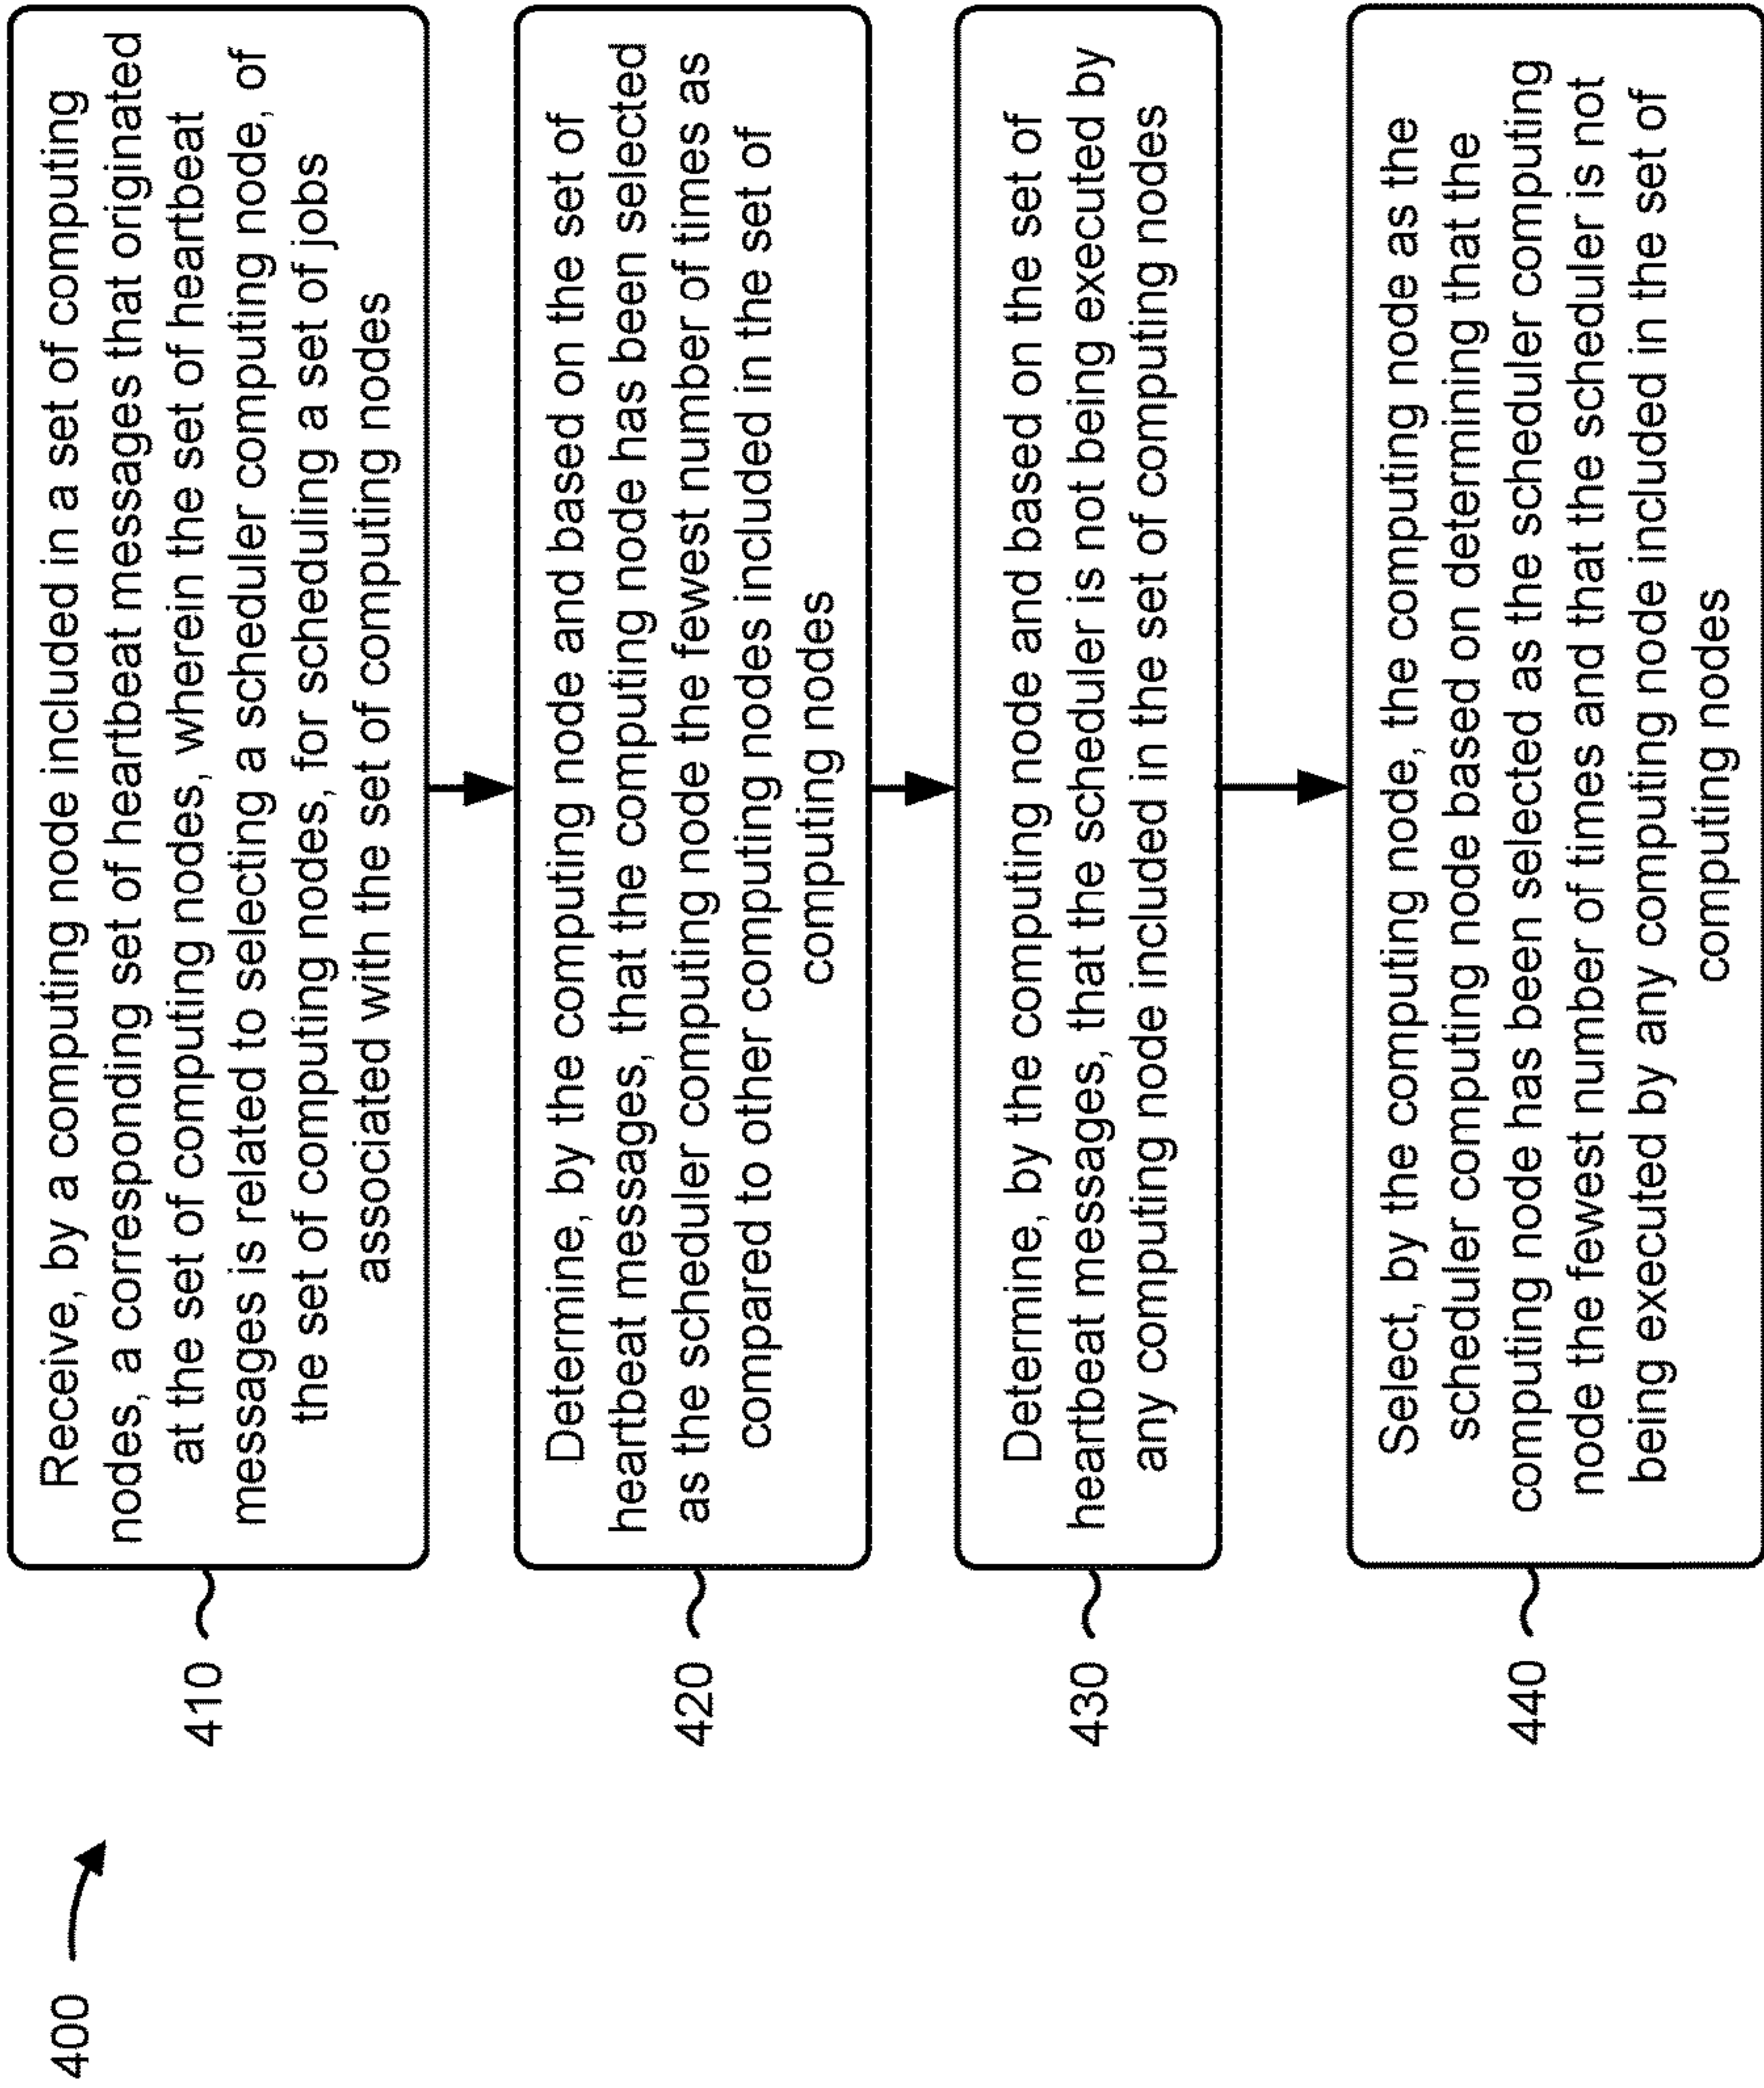 400
410
Receive, by a computing node included in a set of computing
nodes, a corresponding set of heartbeat messages that originated
at the set of computing nodes, wherein the set of heartbeat
messages is related to selecting a scheduler computing node, of
the set of computing nodes, for scheduling a set of jobs
associated with the set of computing nodes
420
Determine, by the computing node and based on the set of
heartbeat messages, that the computing node has been selected
as the scheduler computing node the fewest number of times as
compared to other computing nodes included in the set of
computing nodes
430
Determine, by the computing node and based on the set of
heartbeat messages, that the scheduler is not being executed by
any computing node included in the set of computing nodes
440
Select, by the computing node, the computing node as the
scheduler computing node based on determining that the
computing node has been selected as the scheduler computing
node the fewest number of times and that the scheduler is not
being executed by any computing node included in the set of
computing nodes